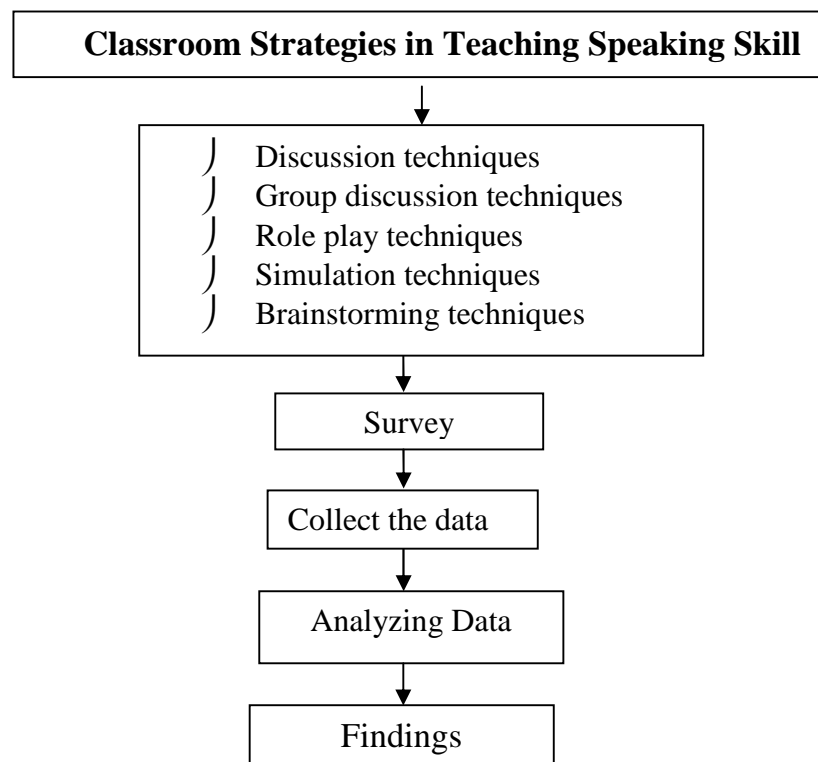 Classroom Strategies in Teaching Speaking Skill
Discussion techniques
Group discussion techniques
Role play techniques
Simulation techniques
Brainstorming techniques
Survey
Collect the data
Analyzing Data
Findings